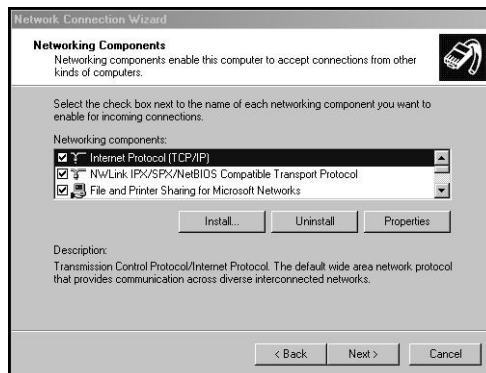 Network Connection Wizard
Networking Components
Networking components enable this computer to accept connections from other
kinds of computers.
Select the check box next to the name of each networking component you want to
enable for incoming connections.
Networking components:
Internet Protocol (TCP/IP)
NWLink IPX/SPX/NetBIOS Compatible Transport Protocol
File and Printer Sharing for Microsoft Networks
Install... Uninstall Properties
Description:
Transmission Control Protocol/Internet Protocol. The default wide area network protocol
that provides communication across diverse interconnected networks.
< Back Next > Cancel